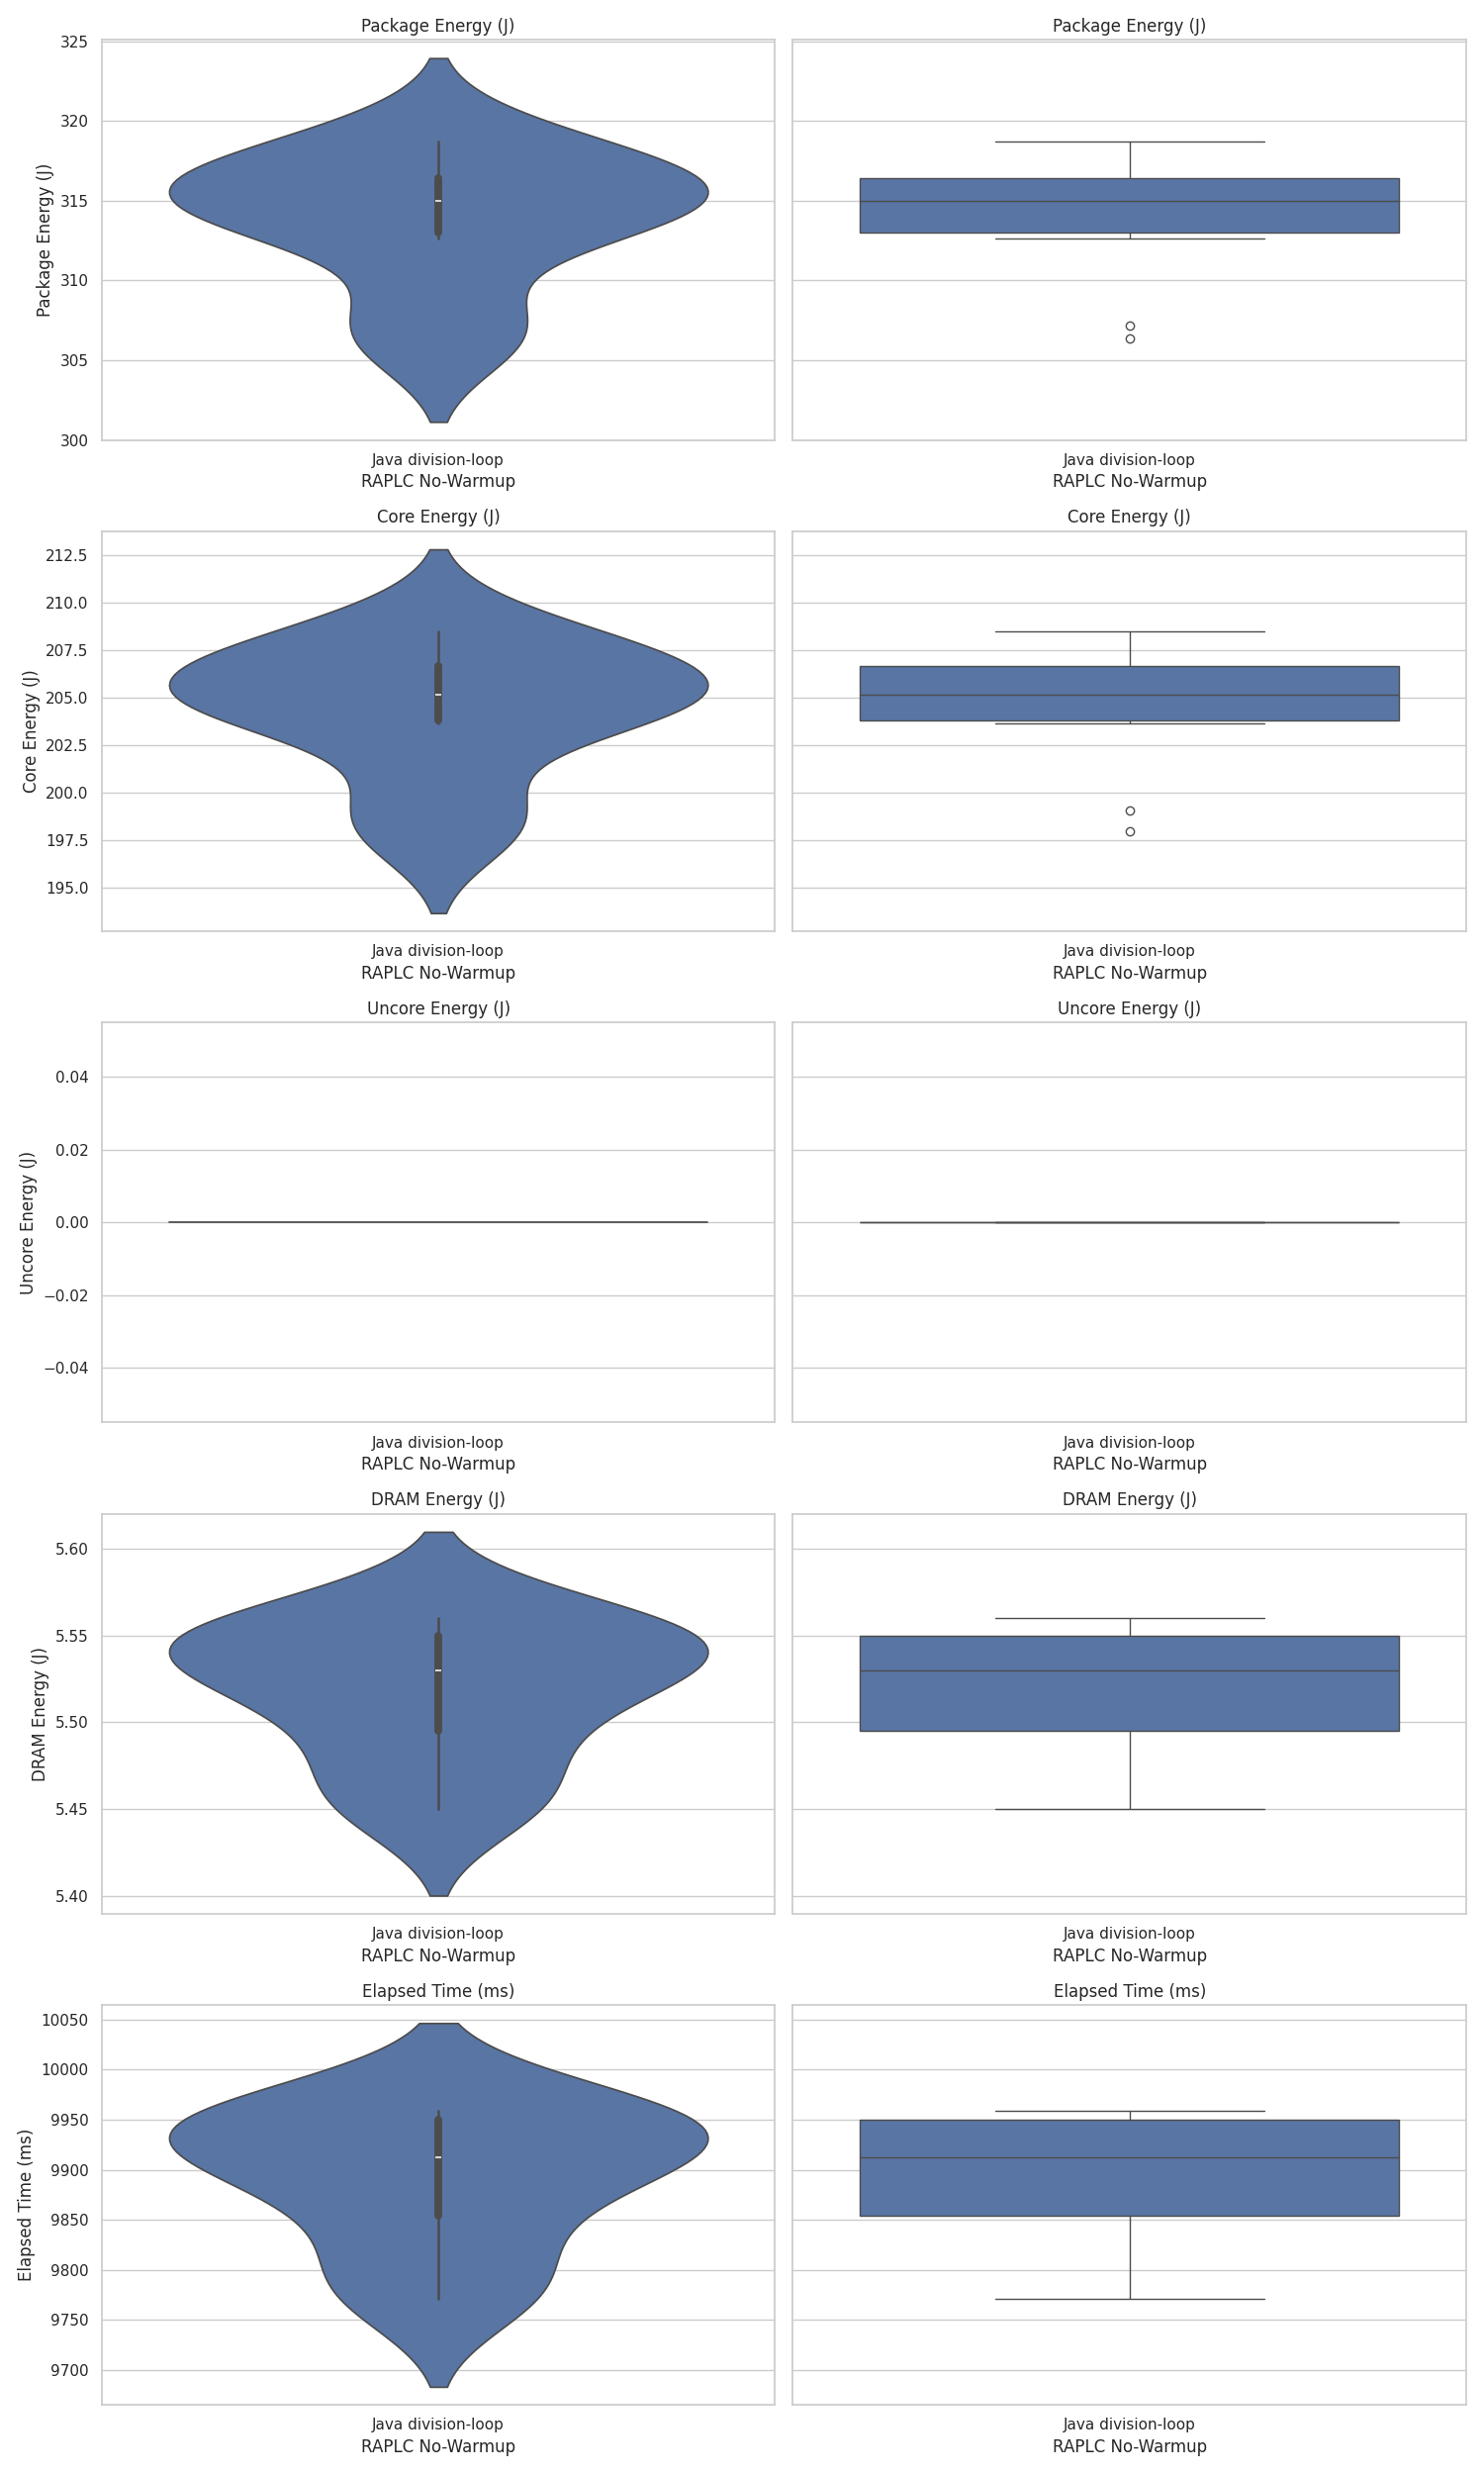 Package Energy (J)
Package Energy (J)
Package Energy (J)
325
320
315
310
305
300
Java division-loop
RAPLC No-Warmup
Java division-loop
RAPLC No-Warmup
Core Energy (J)
Core Energy (J)
Core Energy (J)
212.5
210.0
207.5
205.0
202.5
200.0
197.5
195.0
Java division-loop
RAPLC No-Warmup
Java division-loop
RAPLC No-Warmup
Uncore Energy (J)
Uncore Energy (J)
Uncore Energy (J)
0.04
0.02
0.00
−0.02
−0.04
Java division-loop
RAPLC No-Warmup
Java division-loop
RAPLC No-Warmup
DRAM Energy (J)
DRAM Energy (J)
DRAM Energy (J)
5.60
5.55
5.50
5.45
5.40
Java division-loop
RAPLC No-Warmup
Java division-loop
RAPLC No-Warmup
Elapsed Time (ms)
Elapsed Time (ms)
Elapsed Time (ms)
10050
10000
9950
9900
9850
9800
9750
9700
Java division-loop
RAPLC No-Warmup
Java division-loop
RAPLC No-Warmup